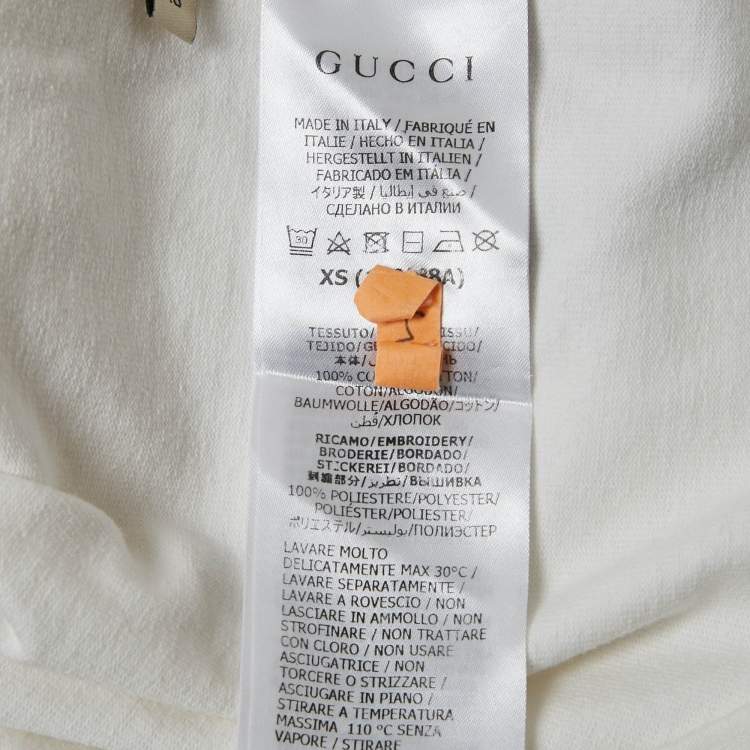 GUCCI
MADE IN ITALY / FABRIQUÉ EN
ITALIE / HECHO EN ITALIA /
HERGESTELLT IN ITALIEN /
FABRICADO EM ITÁLIA /
イタリア製 / صنع في إيطاليا /
СДЕЛАНО В ИТАЛИИ
30
XS (
TESSUTO/
TEJIDO/
本体/
100%
COTON/ALGODÓN/
BAUMWOLLE/ALGODÃO/コットン/
قطن/ХЛОПОК
RICAMO/EMBROIDERY/
BRODERIE/BORDADO/
STICKEREI/BORDADO/
刺繍部分/تطريز/ВЫШИВКА
100% POLIESTERE/POLYESTER/
POLIÉSTER/POLIÉSTER/
ポリエステル/بوليستر/ПОЛИЭСТЕР
LAVARE MOLTO
DELICATAMENTE MAX 30°C /
LAVARE SEPARATAMENTE /
LAVARE A ROVESCIO / NON
LASCIARE IN AMMOLLO / NON
STROFINARE / NON TRATTARE
CON CLORO / NON USARE
ASCIUGATRICE / NON
TORCERE O STRIZZARE /
ASCIUGARE IN PIANO /
STIRARE A TEMPERATURA
MASSIMA 110 °C SENZA
VAPORE / STIRARE